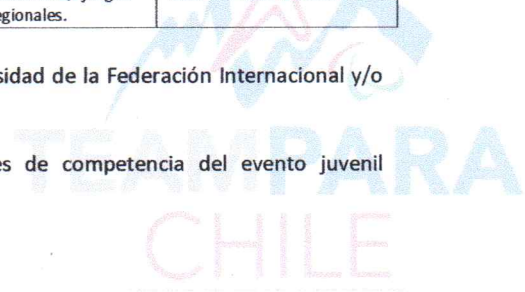 egionales.
sidad de la Federación Internacional y/o
es de competencia del evento juvenil
TEAMPARA
CHILE